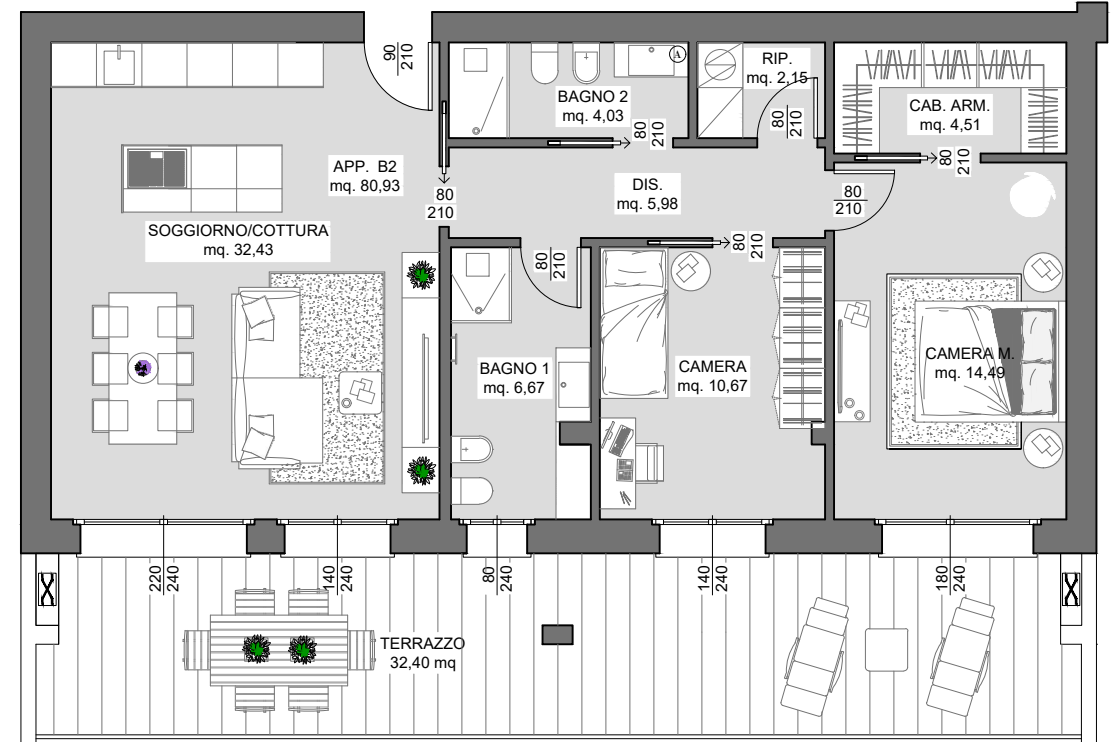 90
210
BAGNO 2
mq. 4,03
80
210
A
RIP.
mq. 2,15
80
210
CAB. ARM.
mq. 4,51
80
210
APP. B2
mq. 80,93
80
210
DIS.
mq. 5,98
80
210
SOGGIORNO/COTTURA
mq. 32,43
80
210
80
210
BAGNO 1
mq. 6,67
CAMERA
mq. 10,67
CAMERA M.
mq. 14,49
220
240
140
240
80
240
140
240
180
240
TERRAZZO
32,40 mq